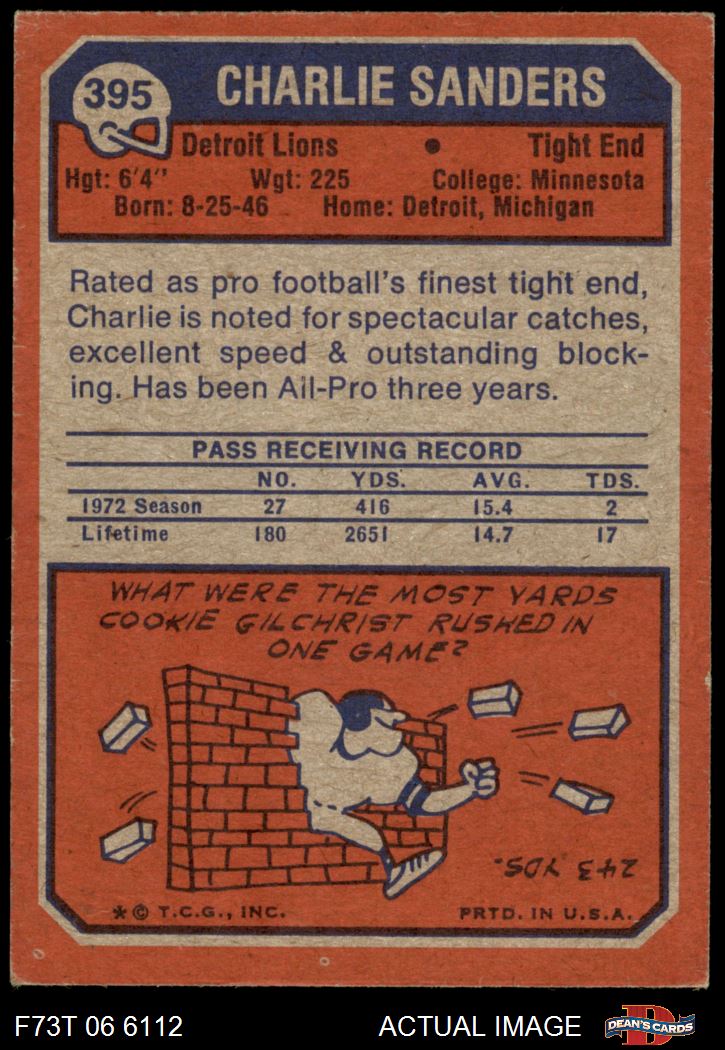 395
CHARLIE SANDERS
Detroit Lions • Tight End
Hgt: 6'4" Wgt: 225 College: Minnesota
Born: 8-25-46 Home: Detroit, Michigan
Rated as pro football's finest tight end,
Charlie is noted for spectacular catches,
excellent speed & outstanding block-
ing. Has been All-Pro three years.
PASS RECEIVING RECORD
NO. YDS. AVG. TDS.
1972 Season 27 416 15.4 2
Lifetime 180 2651 14.7 17
WHAT WERE THE MOST YARDS
COOKIE GILCHRIST RUSHED IN
ONE GAME?
243 YDS.
* © T.C.G., INC. PRTD. IN U.S.A.
F73T 06 6112 ACTUAL IMAGE
D
DEAN'S CARDS